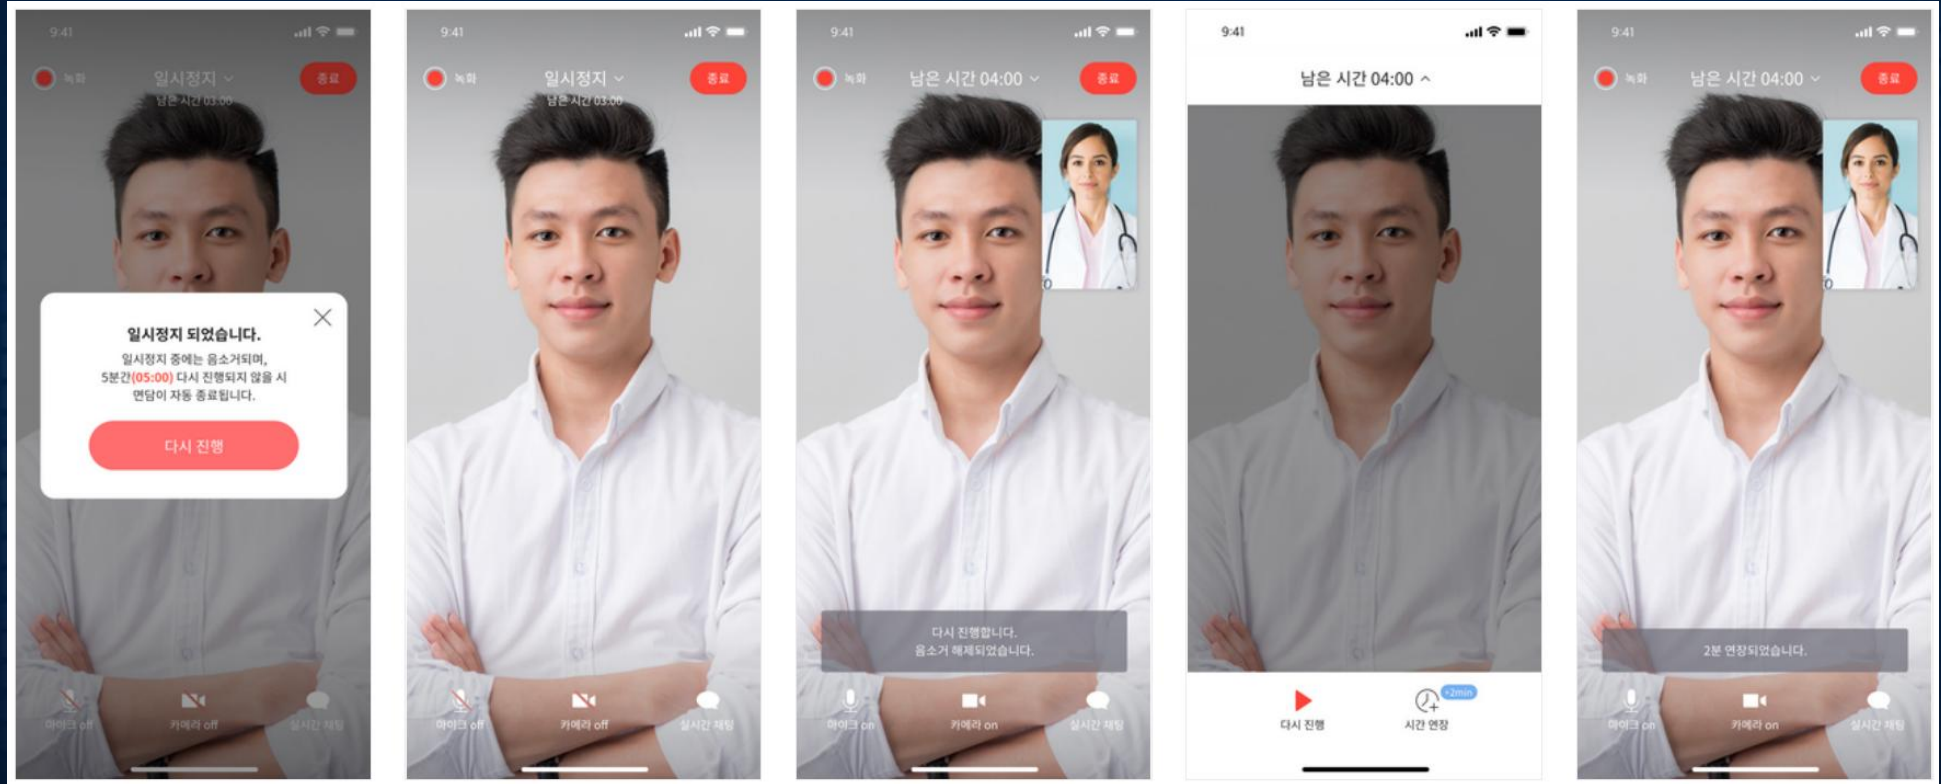 9:41
녹화
일시정지
종료
남은 시간 03:00
일시정지 되었습니다.
일시정지 중에는 음소거되며,
5분간(05:00) 다시 진행되지 않을 시
면담이 자동 종료됩니다.
다시 진행
마이크 off
카메라 off
실시간 채팅
9:41
녹화
일시정지
종료
남은 시간 03:00
마이크 off
카메라 off
실시간 채팅
9:41
녹화
남은 시간 04:00
종료
다시 진행합니다.
음소거 해제되었습니다.
마이크 on
카메라 on
실시간 채팅
9:41
남은 시간 04:00
+2min
다시 진행
시간 연장
9:41
녹화
남은 시간 04:00
종료
2분 연장되었습니다.
마이크 on
카메라 on
실시간 채팅